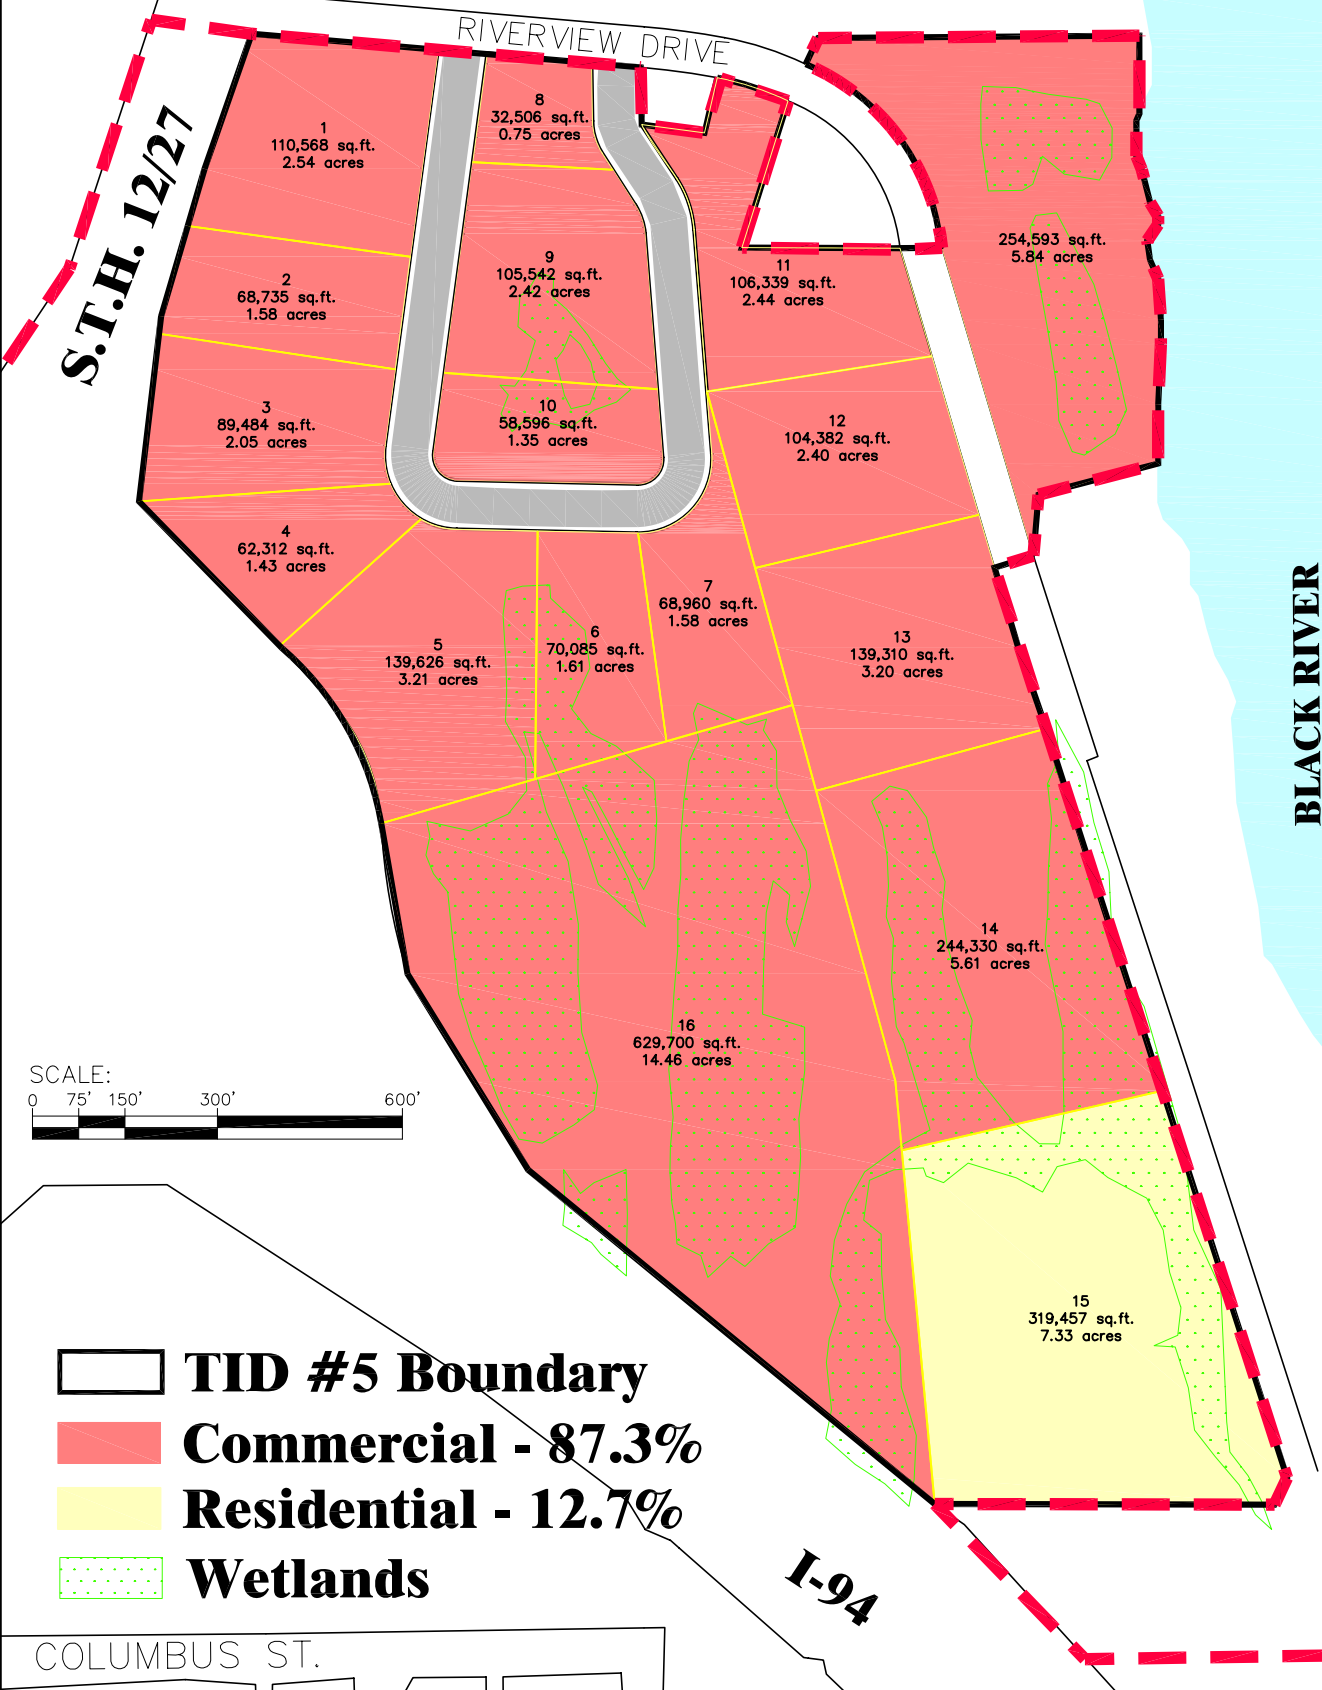 RIVERVIEW DRIVE
S.T.H. 12/27
1
110,568 sq.ft.
2.54 acres
8
32,506 sq.ft.
0.75 acres
254,593 sq.ft.
5.84 acres
2
68,735 sq.ft.
1.58 acres
9
105,542 sq.ft.
2.42 acres
11
106,339 sq.ft.
2.44 acres
3
89,484 sq.ft.
2.05 acres
10
58,596 sq.ft.
1.35 acres
12
104,382 sq.ft.
2.40 acres
4
62,312 sq.ft.
1.43 acres
5
139,626 sq.ft.
3.21 acres
6
70,085 sq.ft.
1.61 acres
7
68,960 sq.ft.
1.58 acres
13
139,310 sq.ft.
3.20 acres
BLACK RIVER
14
244,330 sq.ft.
5.61 acres
16
629,700 sq.ft.
14.46 acres
15
319,457 sq.ft.
7.33 acres
SCALE:
0 75' 150' 300' 600'
TID #5 Boundary
Commercial - 87.3%
Residential - 12.7%
Wetlands
I-94
COLUMBUS ST.